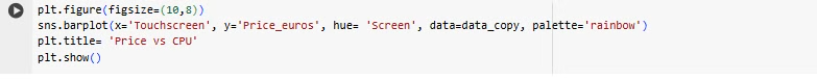 plt.figure(figsize=(10,8))
sns.barplot(x='Touchscreen', y='Price_euros', hue= 'Screen', data=data_copy, palette='rainbow')
plt.title= 'Price vs CPU'
plt.show()